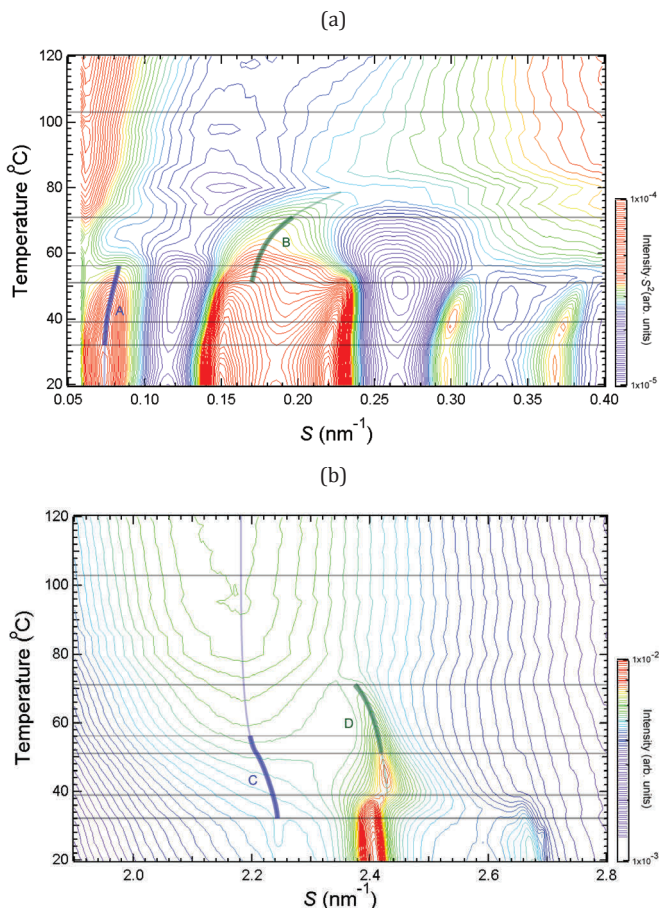 (a)
120
100
80
60
40
20
Temperature (°C)
A
B
0.05
0.10
0.15
0.20
0.25
0.30
0.35
0.40
S (nm⁻¹)
1x10⁻⁴
Intensity·S² (arb. units)
1x10⁻⁵
(b)
120
100
80
60
40
20
Temperature (°C)
C
D
2.0
2.2
2.4
2.6
2.8
S (nm⁻¹)
1x10⁻²
Intensity (arb. units)
1x10⁻³